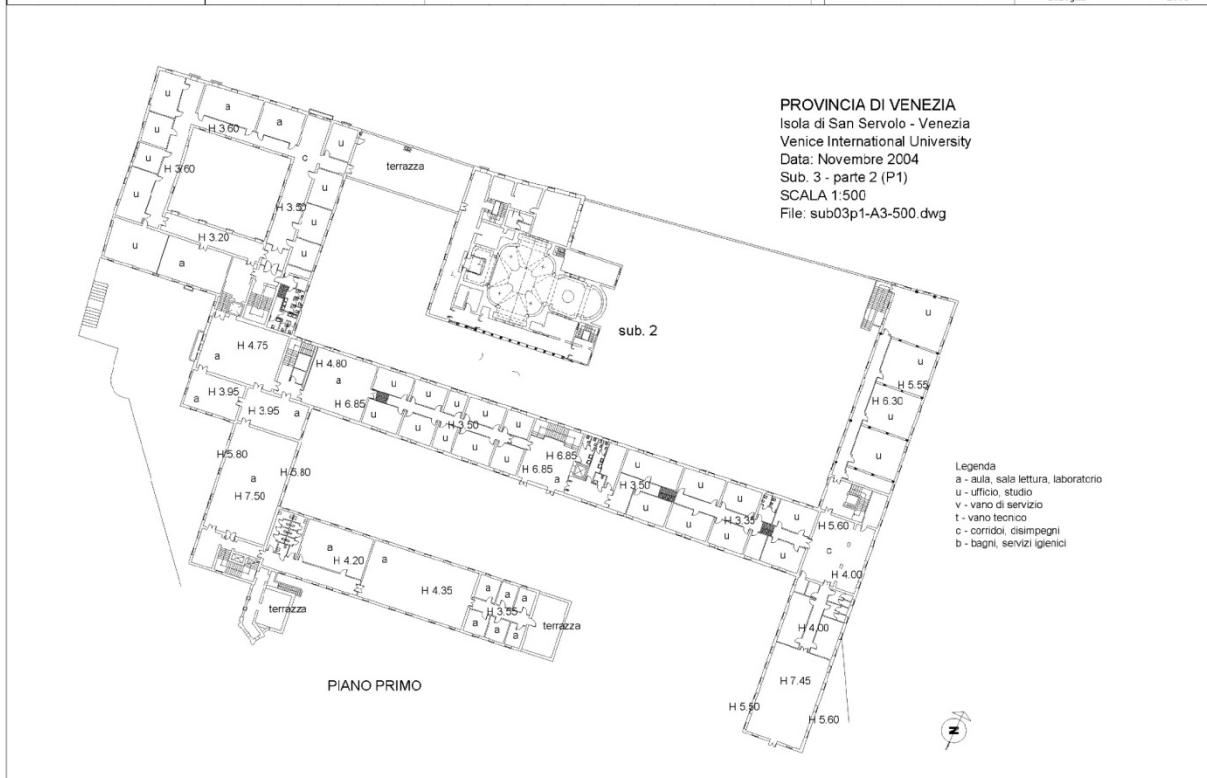 PROVINCIA DI VENEZIA
Isola di San Servolo - Venezia
Venice International University
Data: Novembre 2004
Sub. 3 - parte 2 (P1)
SCALA 1:500
File: sub03p1-A3-500.dwg
u
a
H 3.60
a
u
u
c
u
terrazza
u
H 3.60
u
u
H 3.50
u
H 3.20
u
u
a
sub. 2
u
H 4.75
a
H 4.80
a
u
H 5.55
H 3.95
a
H 3.95
a
H 6.85
u
u
u
u
u
H 3.50
u
u
u
u
u
H 6.30
u
u
H 5.80
H 5.80
a
H 7.50
H 6.85
H 6.85
a
u
H 3.50
u
u
u
u
u
H 3.35
u
u
u
H 5.60
c
H 4.00
a
H 4.20
a
H 4.35
a
a
a
H 3.55
a
a
a
terrazza
terrazza
H 4.00
H 7.45
H 5.50
H 5.60
Legenda
a - aula, sala lettura, laboratorio
u - ufficio, studio
v - vano di servizio
t - vano tecnico
c - corridoi, disimpegni
b - bagni, servizi igienici
PIANO PRIMO
N